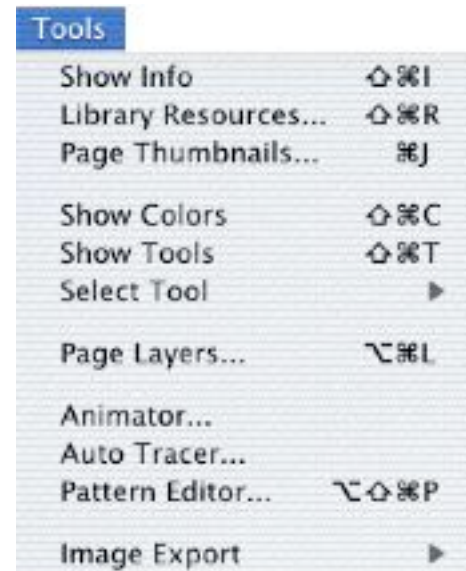 Tools
Show Info ⇧⌘I
Library Resources... ⇧⌘R
Page Thumbnails... ⌘J
Show Colors ⇧⌘C
Show Tools ⇧⌘T
Select Tool ▶
Page Layers... ⌥⌘L
Animator...
Auto Tracer...
Pattern Editor... ⌥⇧⌘P
Image Export ▶